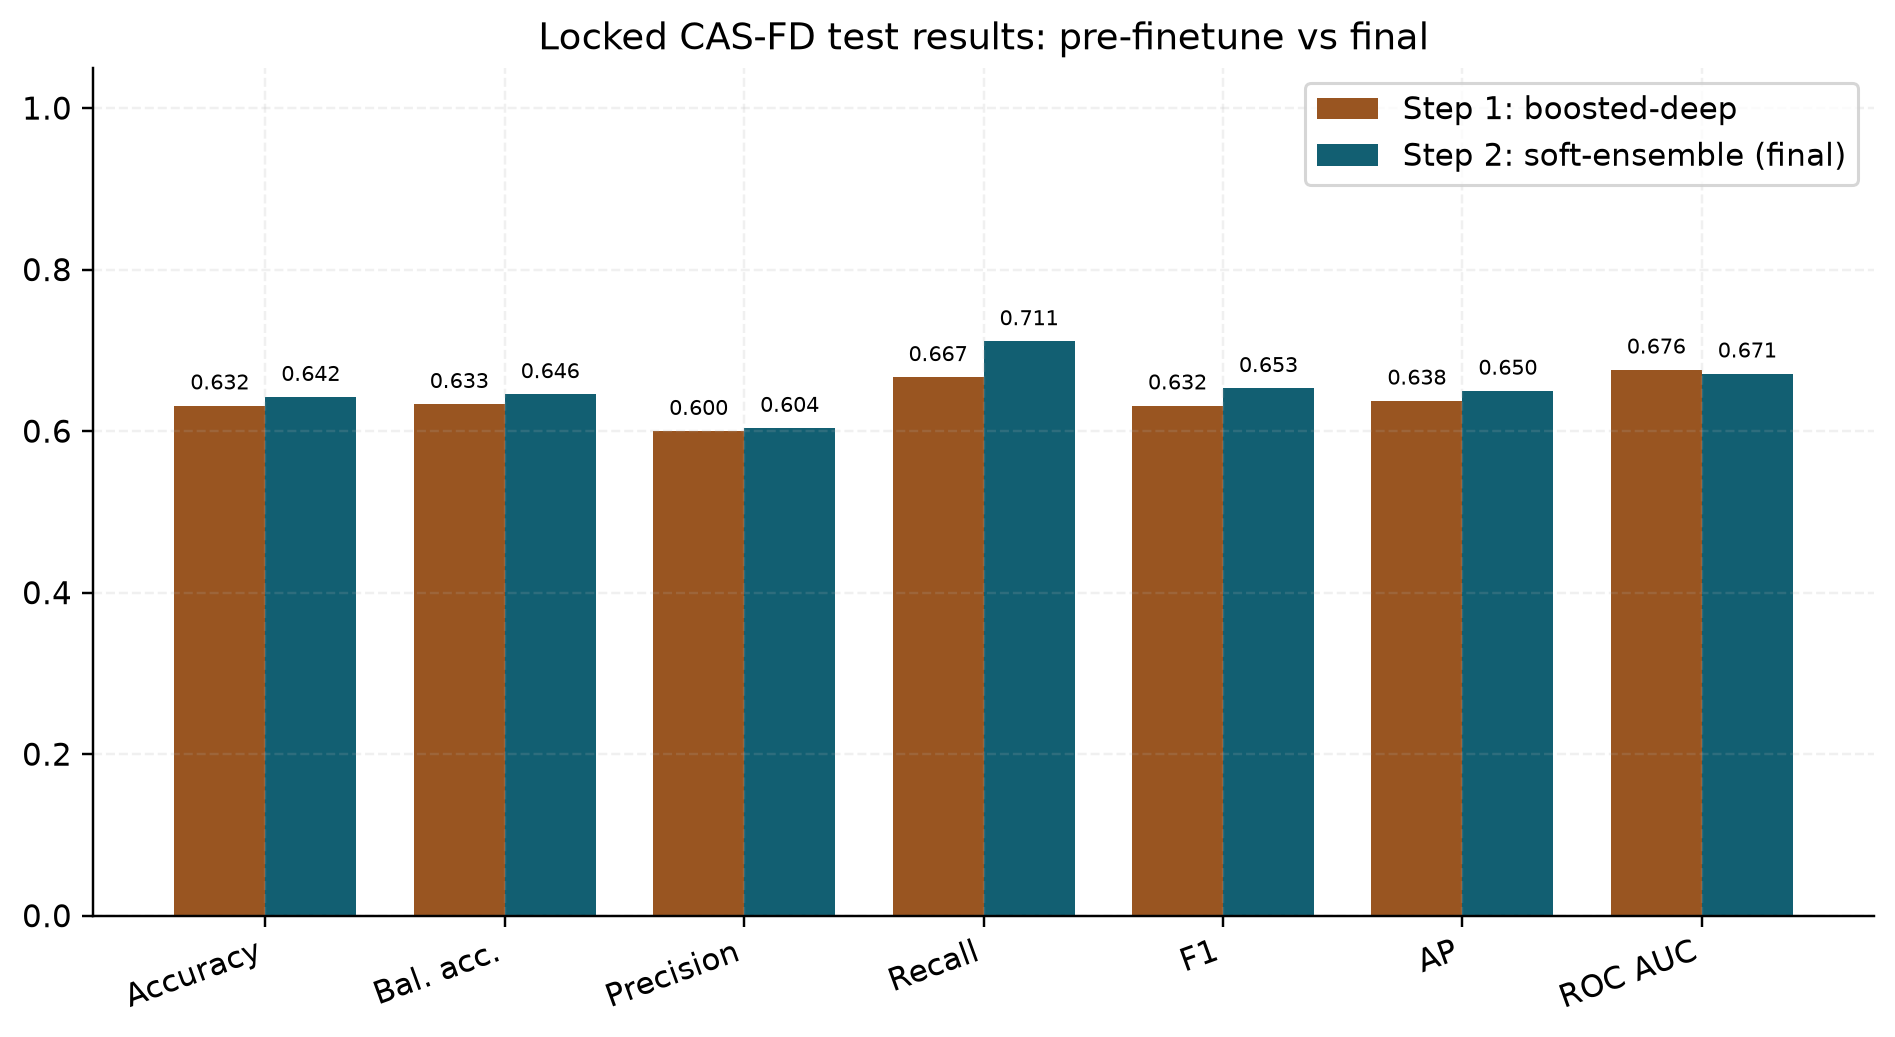 Locked CAS-FD test results: pre-finetune vs final
Step 1: boosted-deep
Step 2: soft-ensemble (final)
1.0
0.8
0.6
0.4
0.2
0.0
0.632
0.642
0.633
0.646
0.600
0.604
0.667
0.711
0.632
0.653
0.638
0.650
0.676
0.671
Accuracy
Bal. acc.
Precision
Recall
F1
AP
ROC AUC